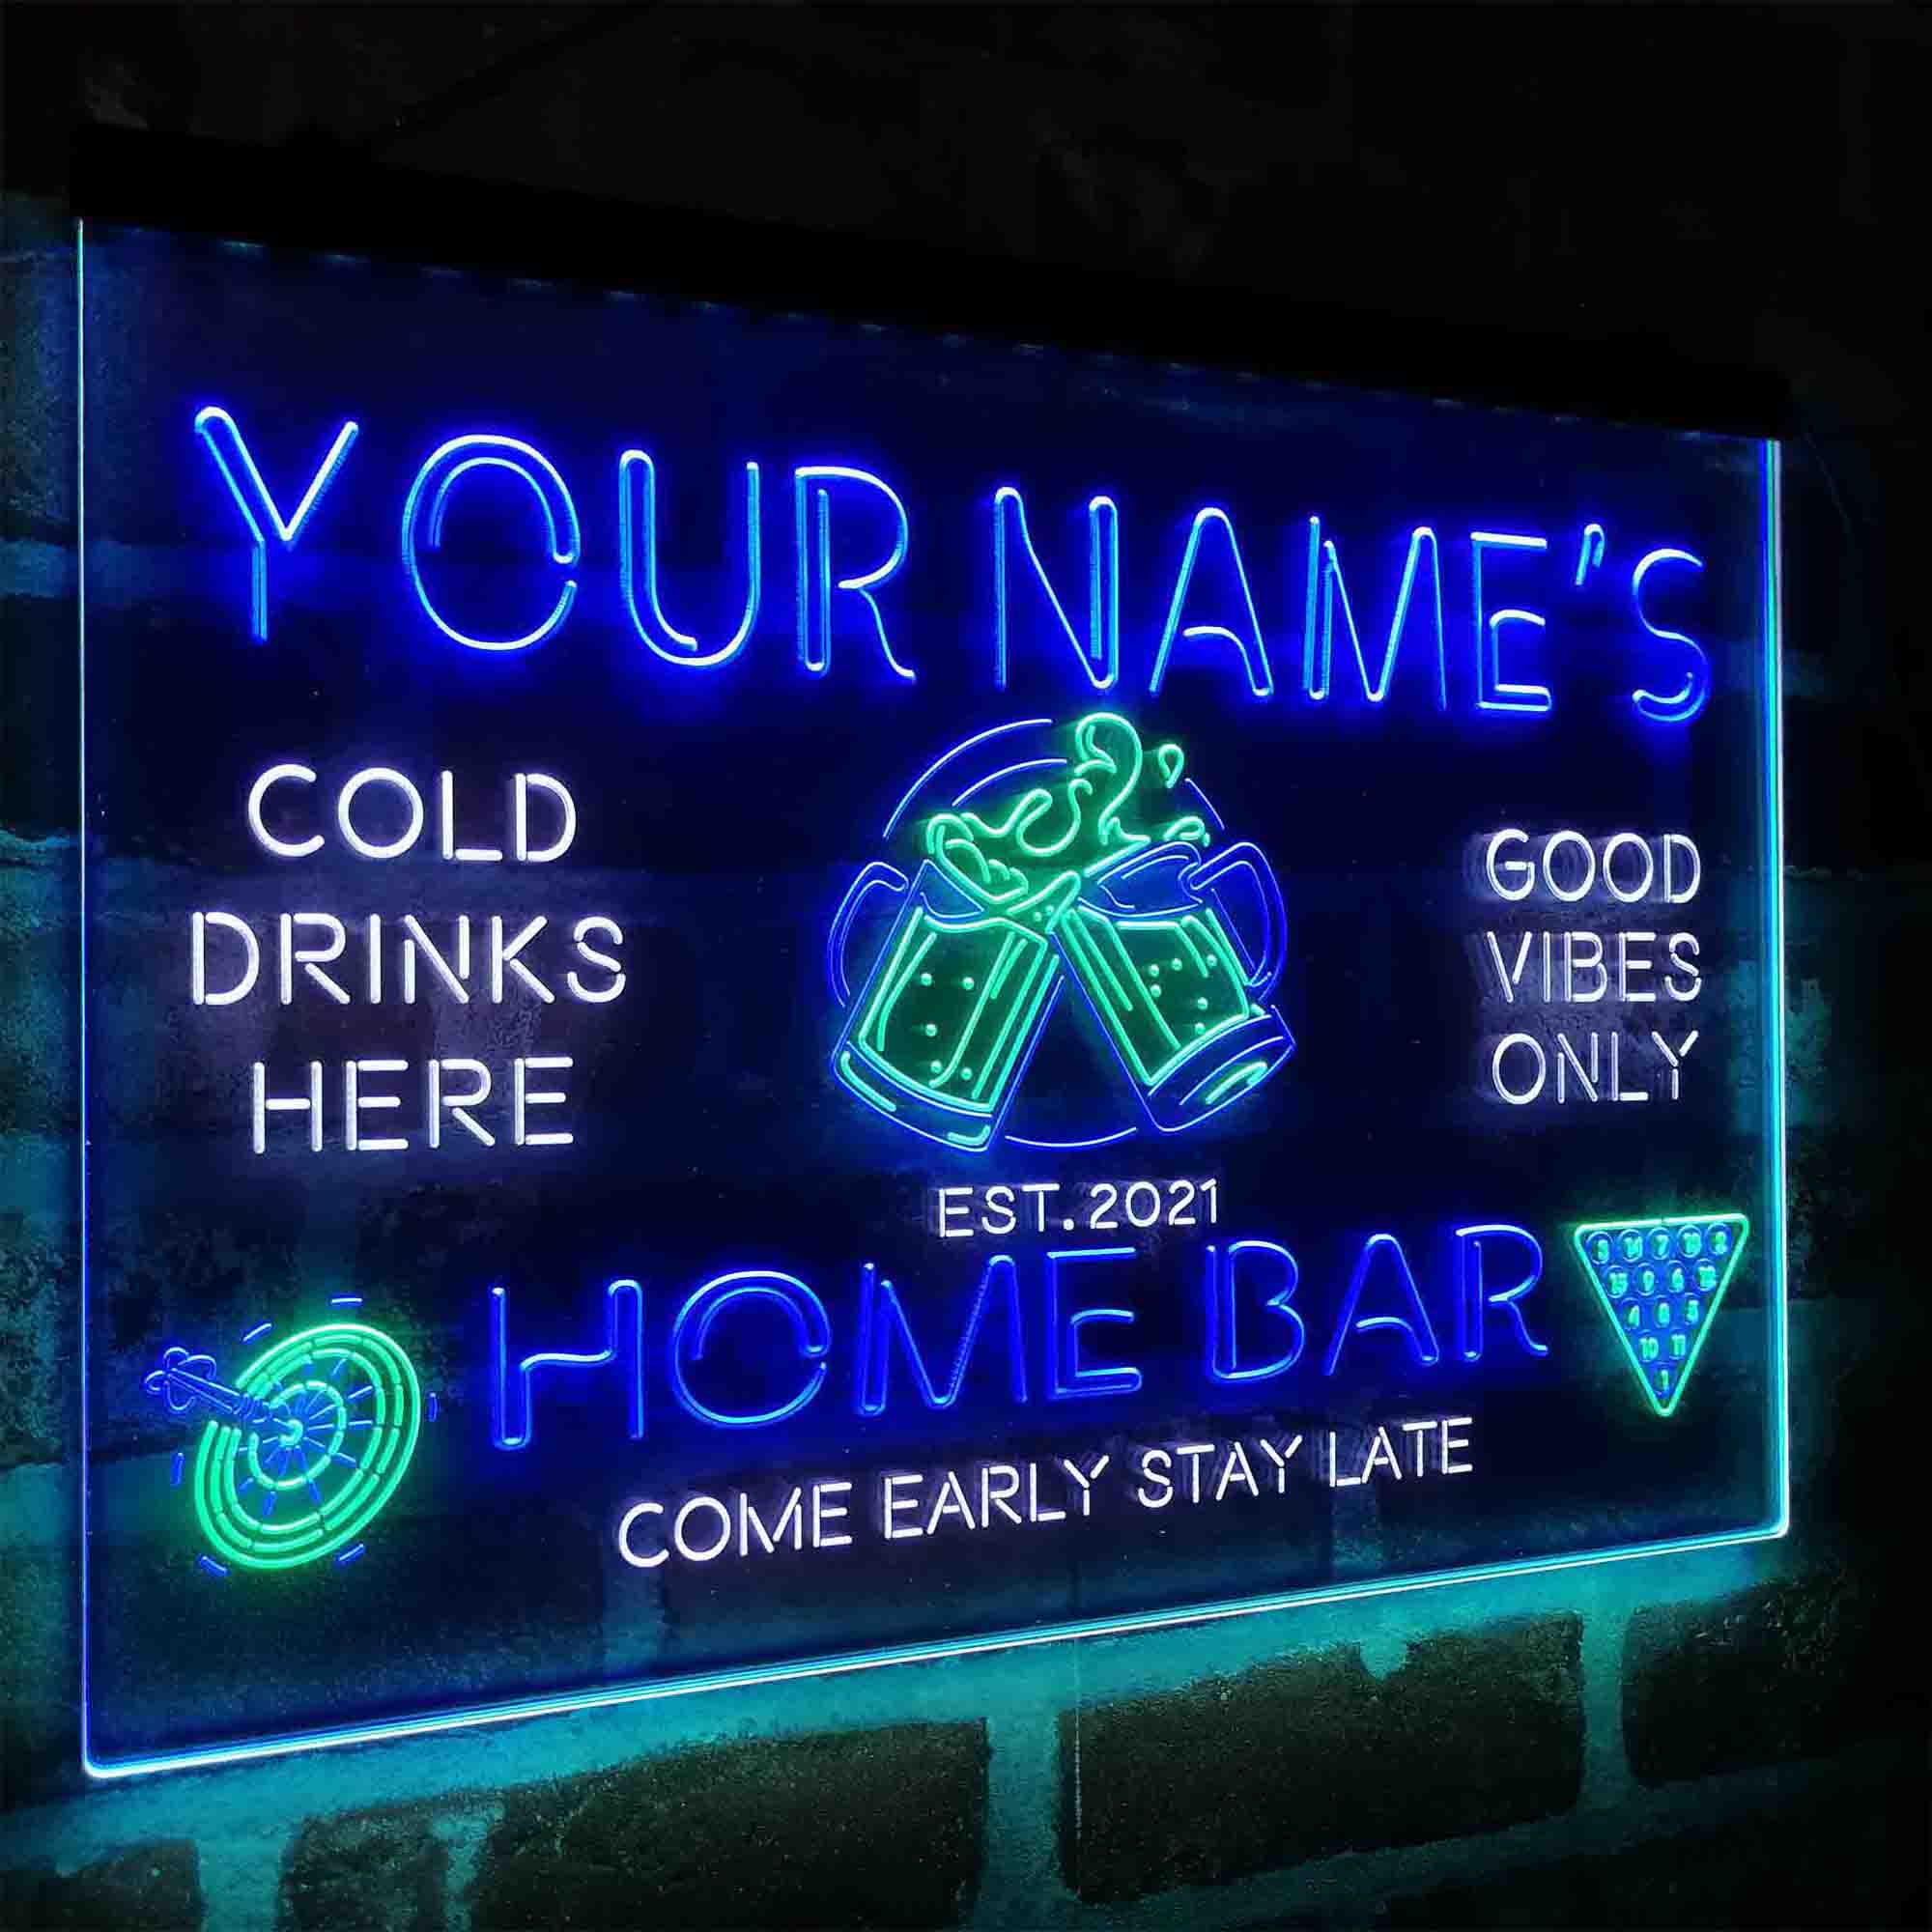 YOUR NAME'S
COLD
DRINKS
HERE
GOOD
VIBES
ONLY
EST.2021
HOME BAR
COME EARLY STAY LATE